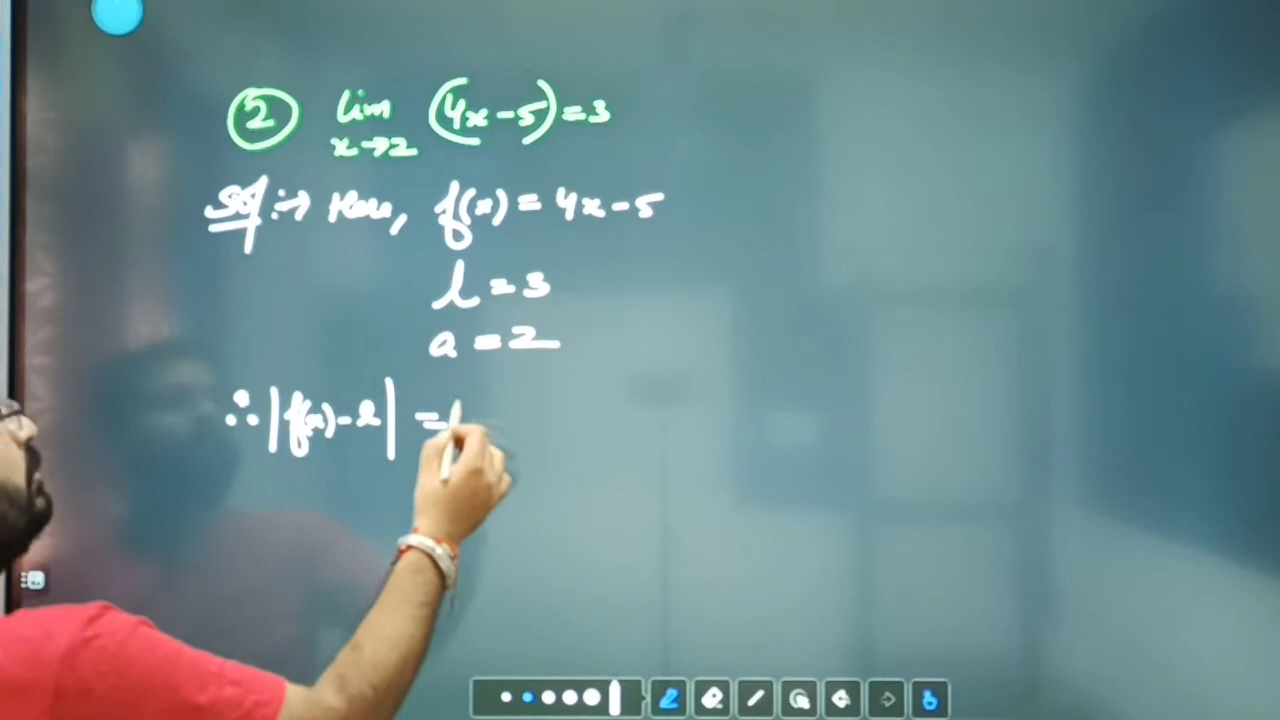 ② lim (4x-5)=3
x→2
Sol :→ Here, f(x) = 4x-5
l = 3
a = 2
∴ |f(x)-l| =